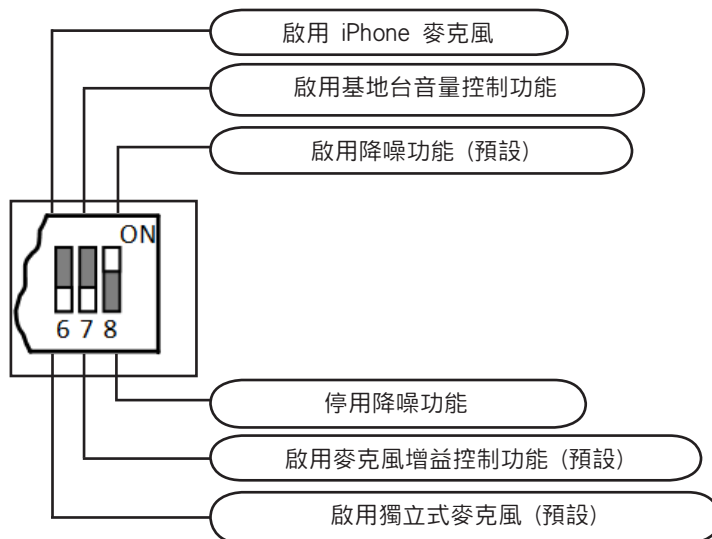 啟用 iPhone 麥克風
啟用基地台音量控制功能
啟用降噪功能 (預設)
ON
6 7 8
停用降噪功能
啟用麥克風增益控制功能 (預設)
啟用獨立式麥克風 (預設)